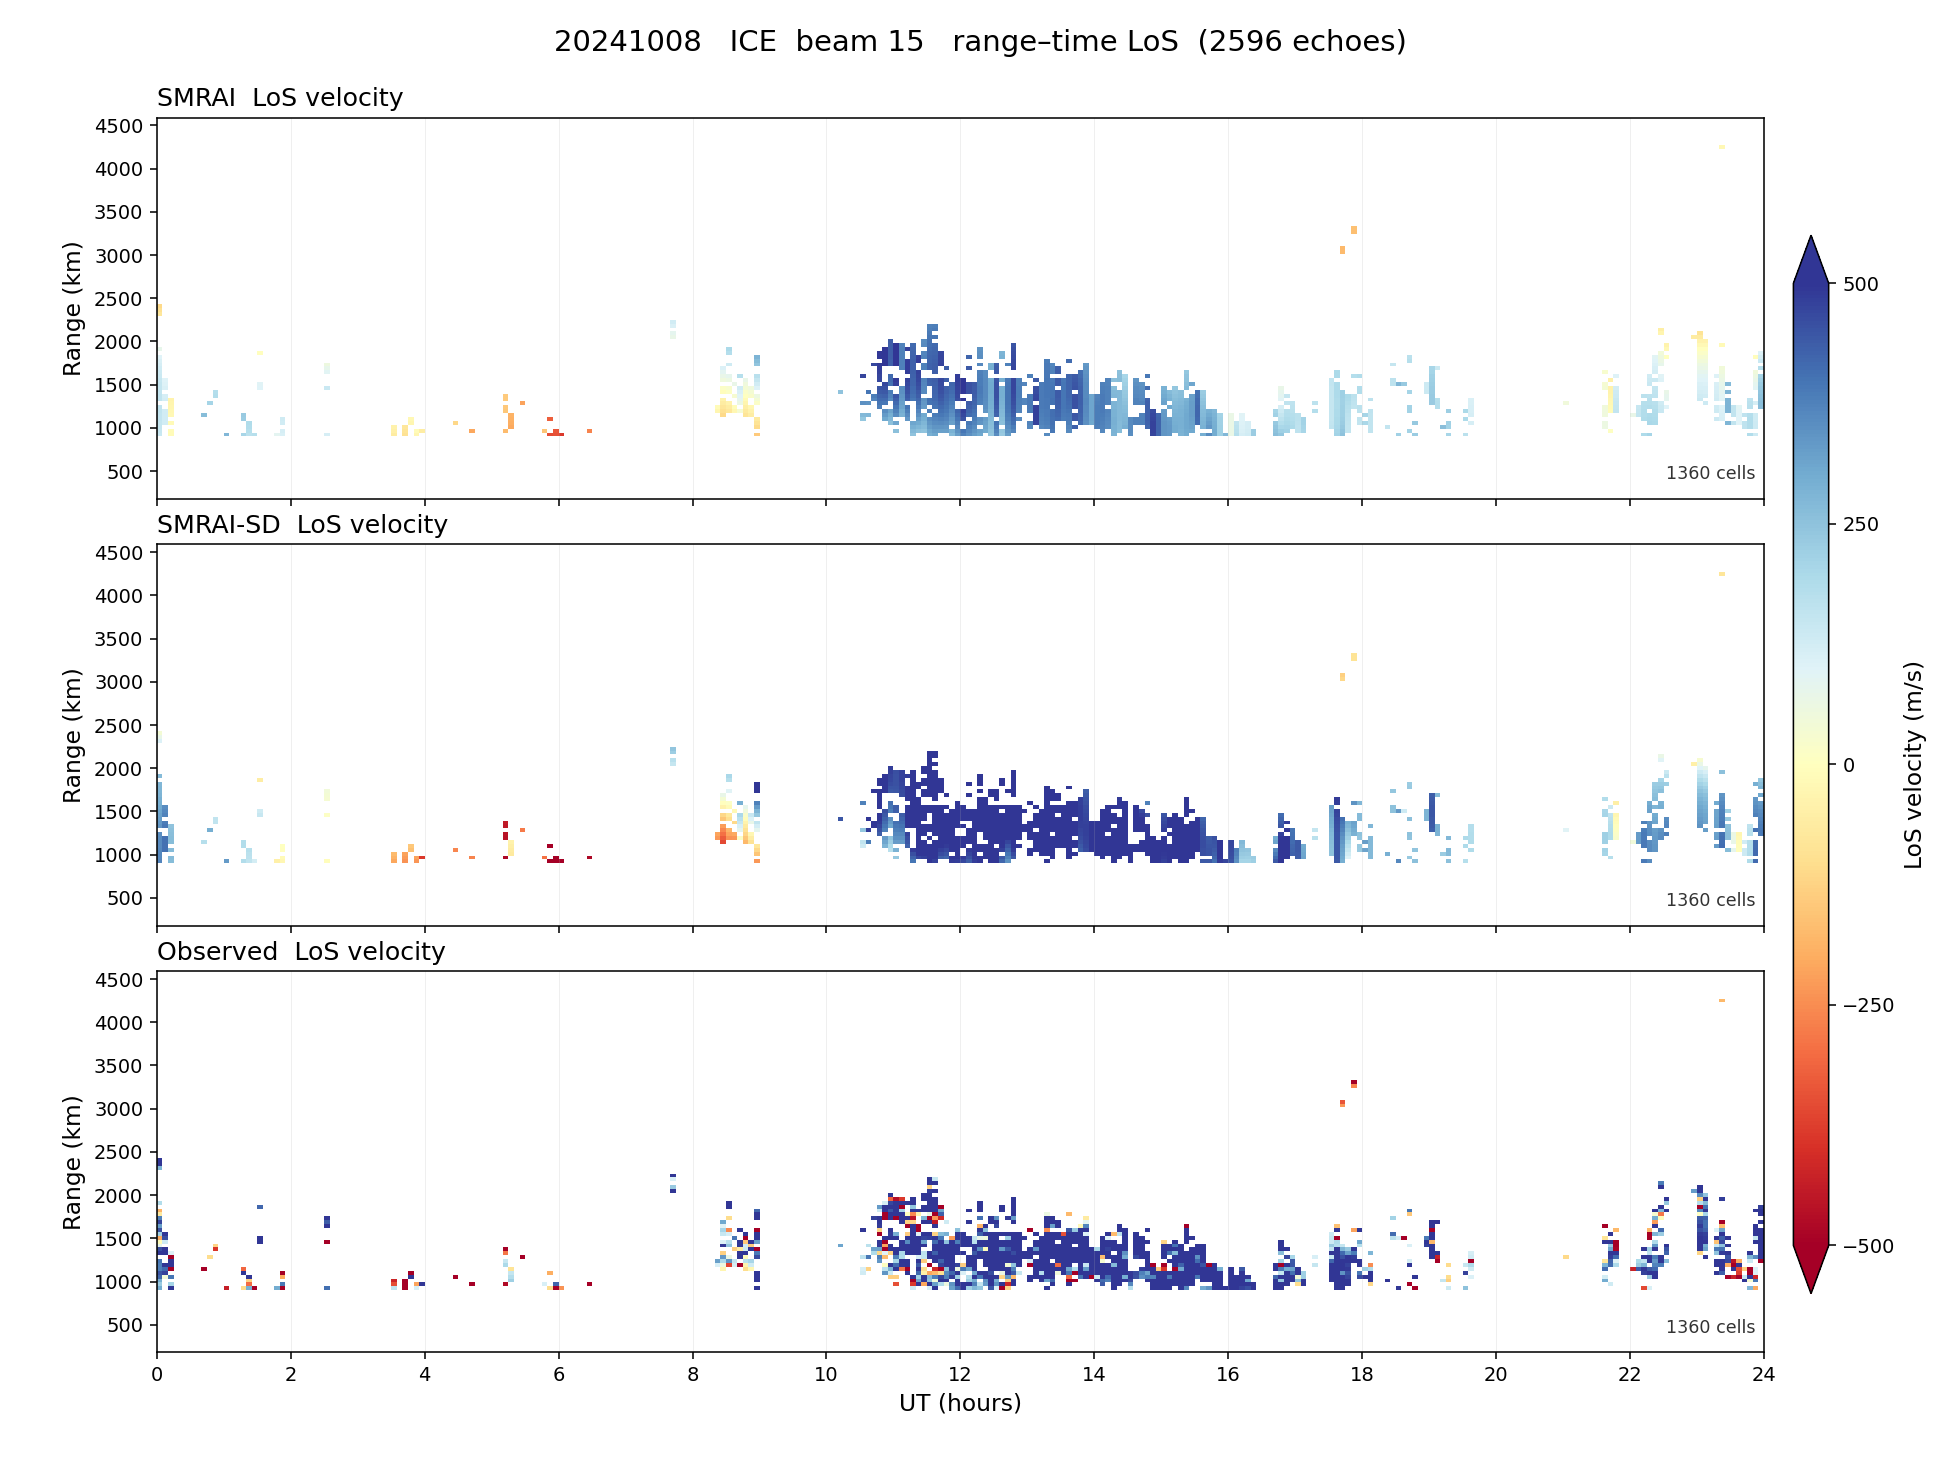 20241008   ICE  beam 15   range–time LoS  (2596 echoes)
SMRAI  LoS velocity
4500
4000
3500
3000
2500
2000
1500
1000
500
Range (km)
1360 cells
SMRAI-SD  LoS velocity
4500
4000
3500
3000
2500
2000
1500
1000
500
Range (km)
1360 cells
Observed  LoS velocity
4500
4000
3500
3000
2500
2000
1500
1000
500
Range (km)
1360 cells
0 2 4 6 8 10 12 14 16 18 20 22 24
UT (hours)
500
250
0
−250
−500
LoS velocity (m/s)